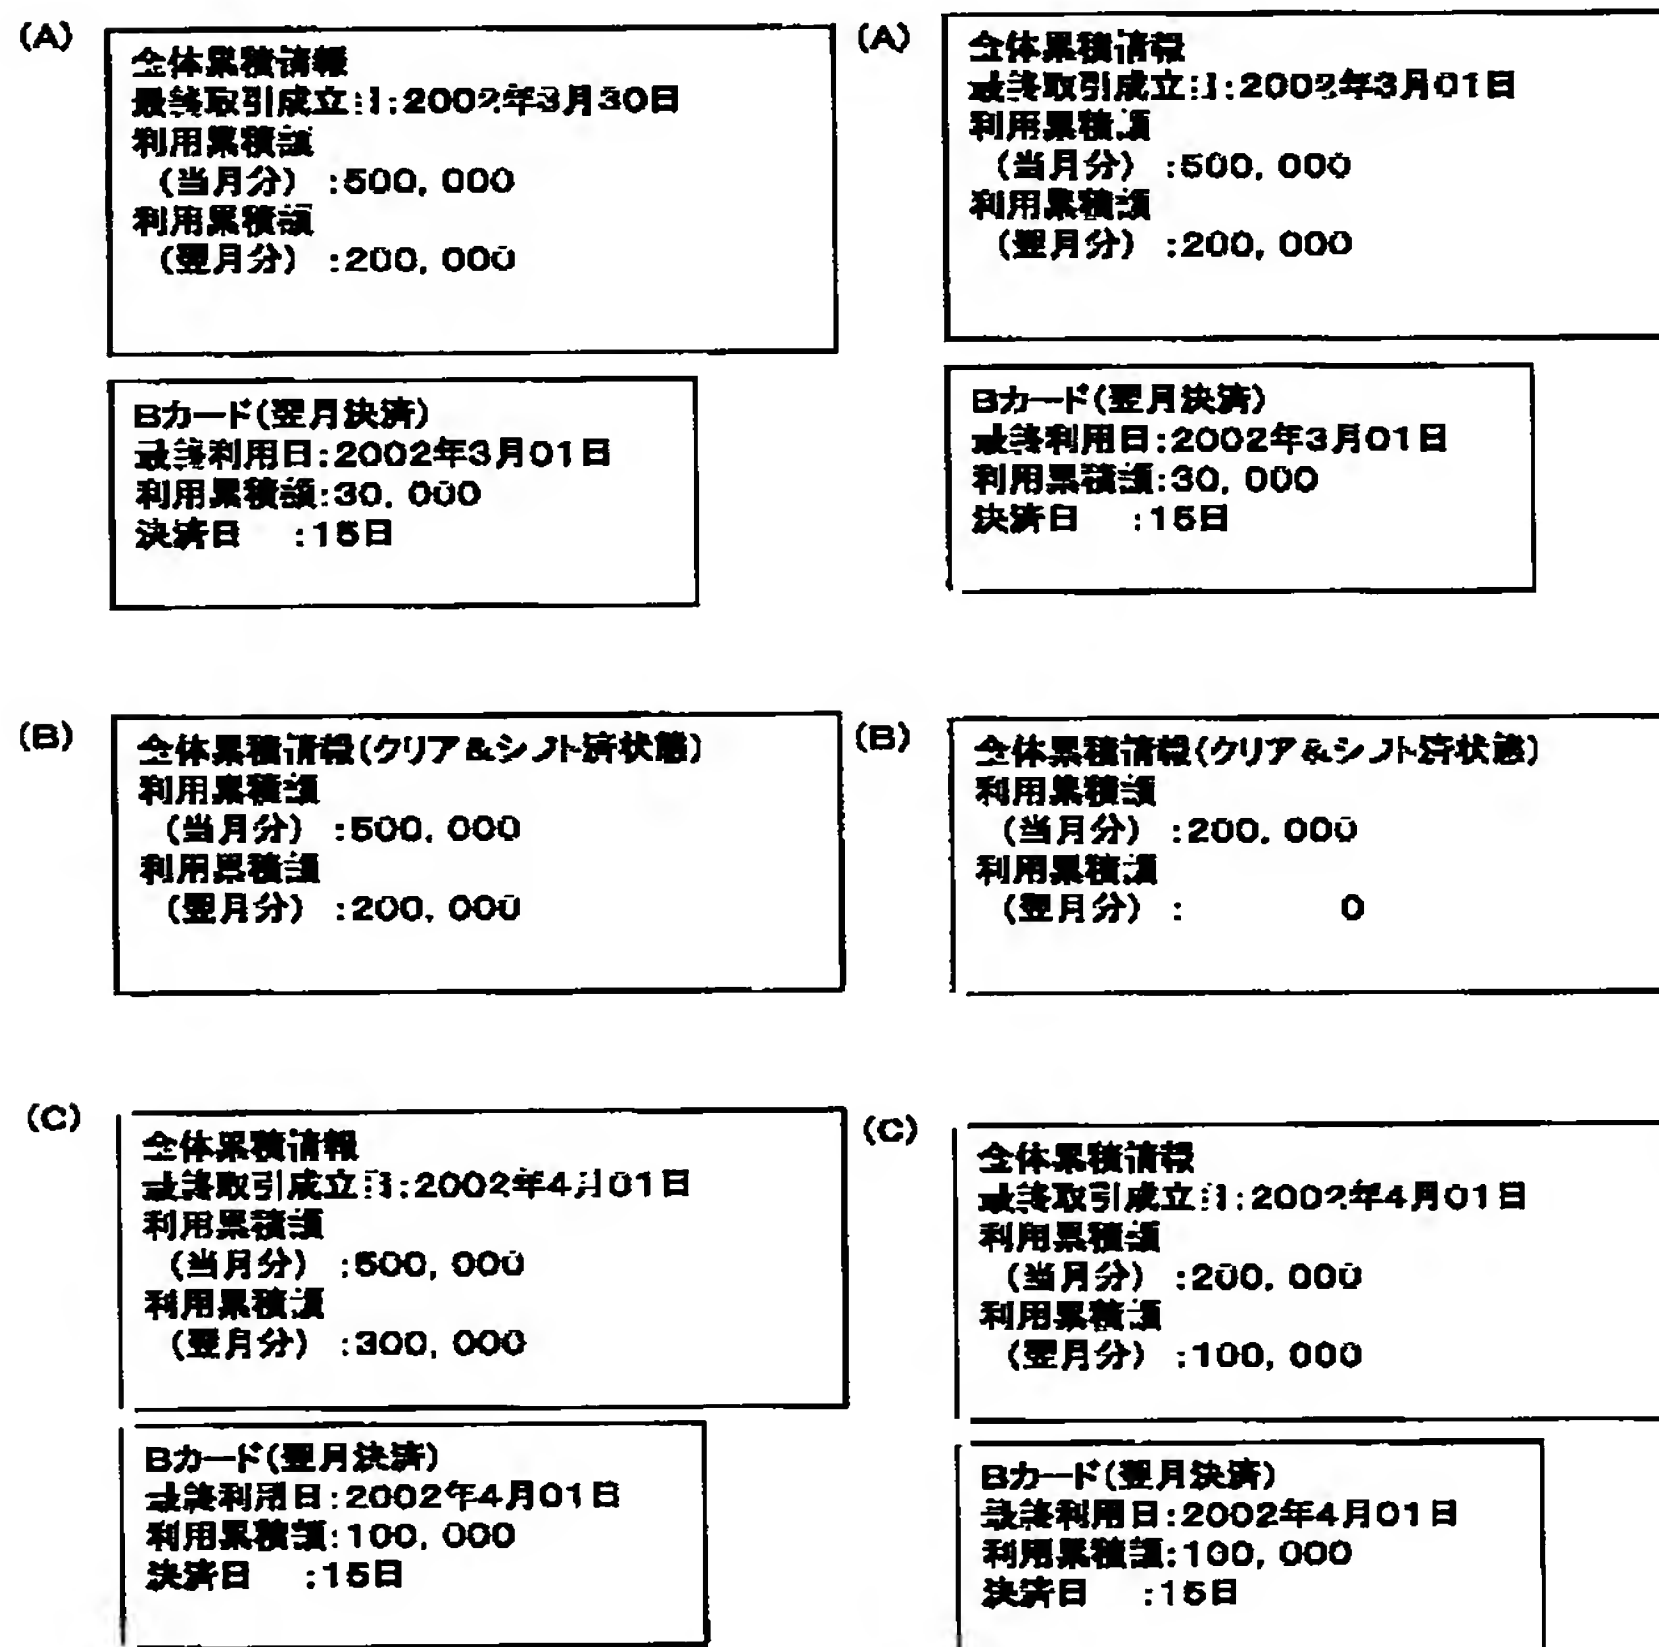 (A)
全体累積情報
最終取引成立日:2002年3月30日
利用累積額
(当月分) :500, 000
利用累積額
(翌月分) :200, 000
Bカード(翌月決済)
最終利用日:2002年3月01日
利用累積額:30, 000
決済日 :15日
(B)
全体累積情報(クリア&シフト済状態)
利用累積額
(当月分) :500, 000
利用累積額
(翌月分) :200, 000
(C)
全体累積情報
最終取引成立日:2002年4月01日
利用累積額
(当月分) :500, 000
利用累積額
(翌月分) :300, 000
Bカード(翌月決済)
最終利用日:2002年4月01日
利用累積額:100, 000
決済日 :15日
(A)
全体累積情報
最終取引成立日:2002年3月01日
利用累積額
(当月分) :500, 000
利用累積額
(翌月分) :200, 000
Bカード(翌月決済)
最終利用日:2002年3月01日
利用累積額:30, 000
決済日 :15日
(B)
全体累積情報(クリア&シフト済状態)
利用累積額
(当月分) :200, 000
利用累積額
(翌月分) : 0
(C)
全体累積情報
最終取引成立日:2002年4月01日
利用累積額
(当月分) :200, 000
利用累積額
(翌月分) :100, 000
Bカード(翌月決済)
最終利用日:2002年4月01日
利用累積額:100, 000
決済日 :15日